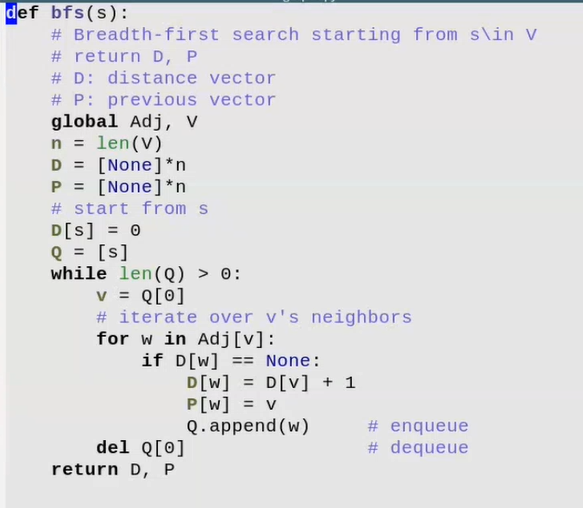 def bfs(s):
    # Breadth-first search starting from s\in V
    # return D, P
    # D: distance vector
    # P: previous vector
    global Adj, V
    n = len(V)
    D = [None]*n
    P = [None]*n
    # start from s
    D[s] = 0
    Q = [s]
    while len(Q) > 0:
        v = Q[0]
        # iterate over v's neighbors
        for w in Adj[v]:
            if D[w] == None:
                D[w] = D[v] + 1
                P[w] = v
                Q.append(w)     # enqueue
        del Q[0]                # dequeue
    return D, P